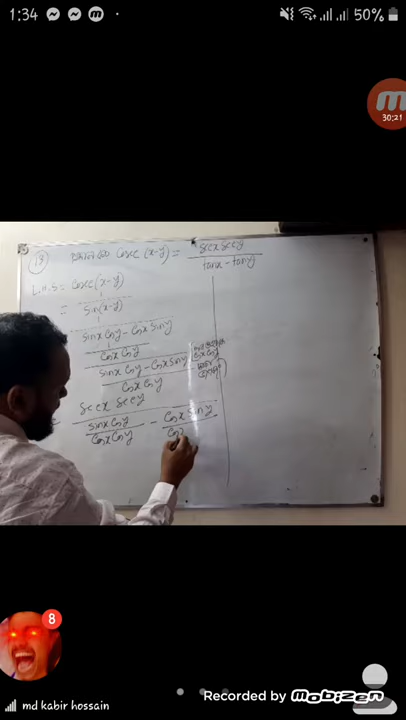 1:34
50%
30:21
18
Cosec (x-y) = secx secy / tanx - tany
L.H.S = Cosec(x-y)
= 1 / sin(x-y)
1 / sinx Cosy - Cosx Siny
1 / Cosx Cosy
sinx Cosy - Cosx Siny
Cosx Cosy
secx secy
sinx Cosy / Cosx Cosy - Cosx Siny / Cos
8
md kabir hossain
Recorded by MOBIZEN